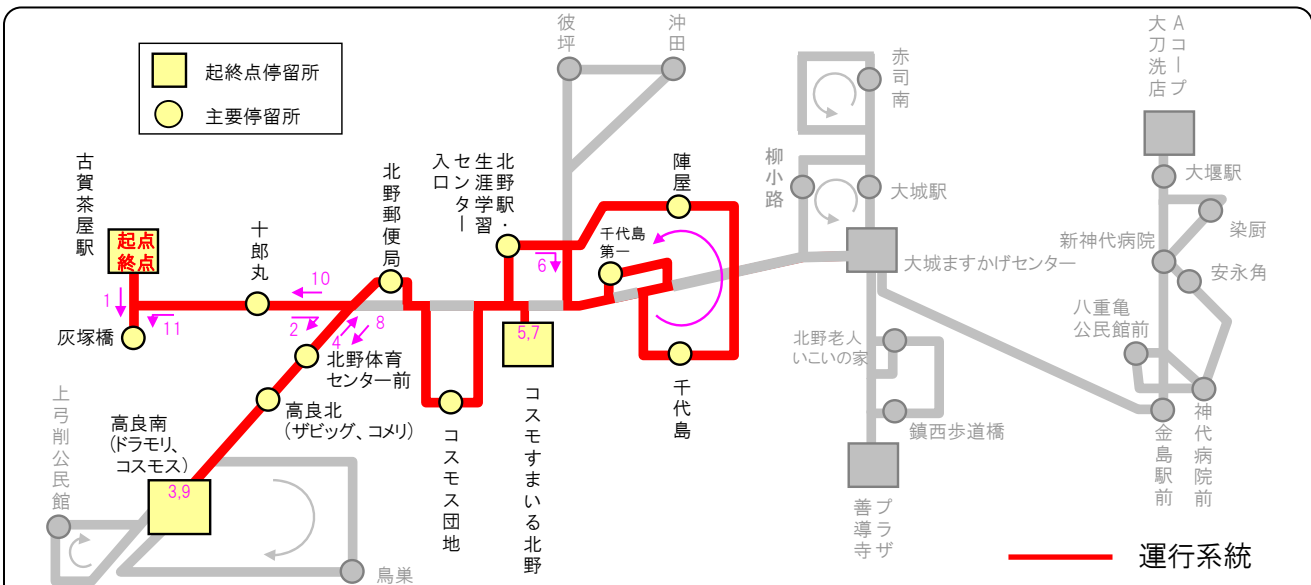 起終点停留所
主要停留所
古賀茶屋駅
起点
終点
1
11
灰塚橋
十郎丸
10
2
4
8
北野郵便局
北野体育
センター前
高良北
(ザビッグ、コメリ)
高良南
(ドラモリ、
コスモス)
3,9
上弓削公民館
鳥巣
コスモス団地
北野駅・
生涯学習
センター
入口
6
5,7
コスモすまいる北野
彼坪
沖田
陣屋
千代島
第一
千代島
赤司南
柳小路
大城駅
大城ますかげセンター
北野老人
いこいの家
鎮西歩道橋
プラザ
善導寺
Aコープ
大刀洗店
大堰駅
染厨
新神代病院
安永角
八重亀
公民館前
神代病院前
金島駅前
運行系統